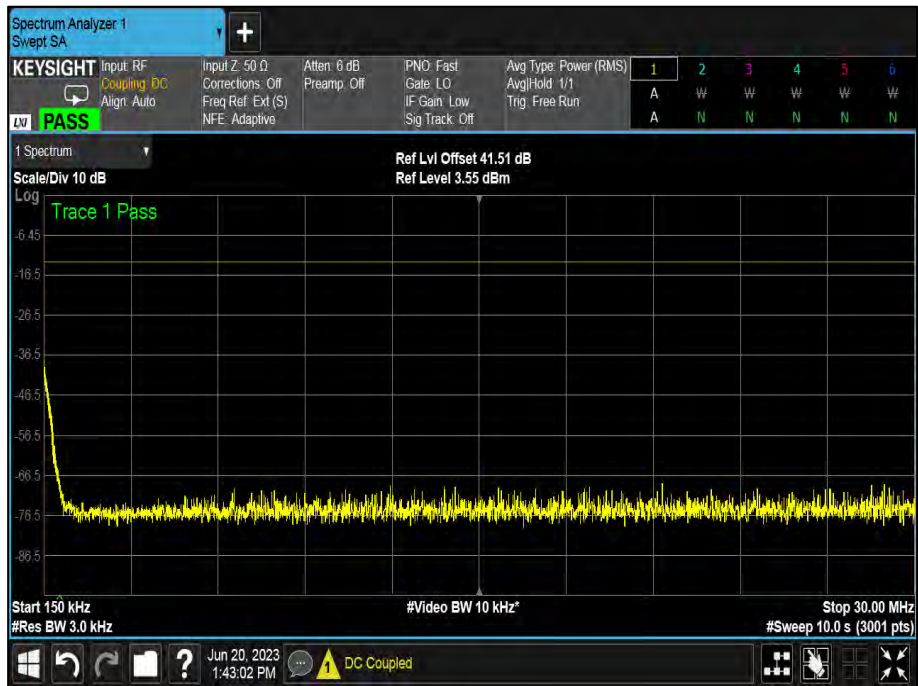 Spectrum Analyzer 1
Swept SA
+
KEYSIGHT
Input: RF
Coupling: DC
Align: Auto
Input Z: 50 Ω
Corrections: Off
Freq Ref: Ext (S)
NFE: Adaptive
Atten: 6 dB
Preamp: Off
PNO: Fast
Gate: LO
IF Gain: Low
Sig Track: Off
Avg Type: Power (RMS)
Avg|Hold: 1/1
Trig: Free Run
1 2 3 4 5 6
A W W W W W
A N N N N N
LXI PASS
1 Spectrum
Scale/Div 10 dB
Ref Lvl Offset 41.51 dB
Ref Level 3.55 dBm
Log
Trace 1 Pass
-6.45
-16.5
-26.5
-36.5
-46.5
-56.5
-66.5
-76.5
-86.5
Start 150 kHz
#Video BW 10 kHz*
Stop 30.00 MHz
#Res BW 3.0 kHz
#Sweep 10.0 s (3001 pts)
?
Jun 20, 2023
1:43:02 PM
1
DC Coupled